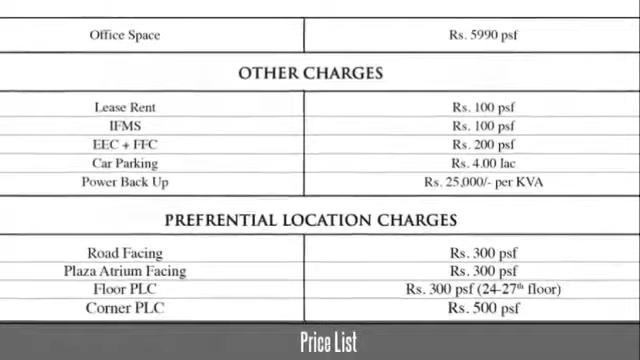 Office Space Rs. 5990 psf
OTHER CHARGES
Lease Rent Rs. 100 psf
IFMS Rs. 100 psf
EEC + FFC Rs. 200 psf
Car Parking Rs. 4.00 lac
Power Back Up Rs. 25,000/- per KVA
PREFRENTIAL LOCATION CHARGES
Road Facing Rs. 300 psf
Plaza Atrium Facing Rs. 300 psf
Floor PLC Rs. 300 psf (24-27th floor)
Corner PLC Rs. 500 psf
Price List